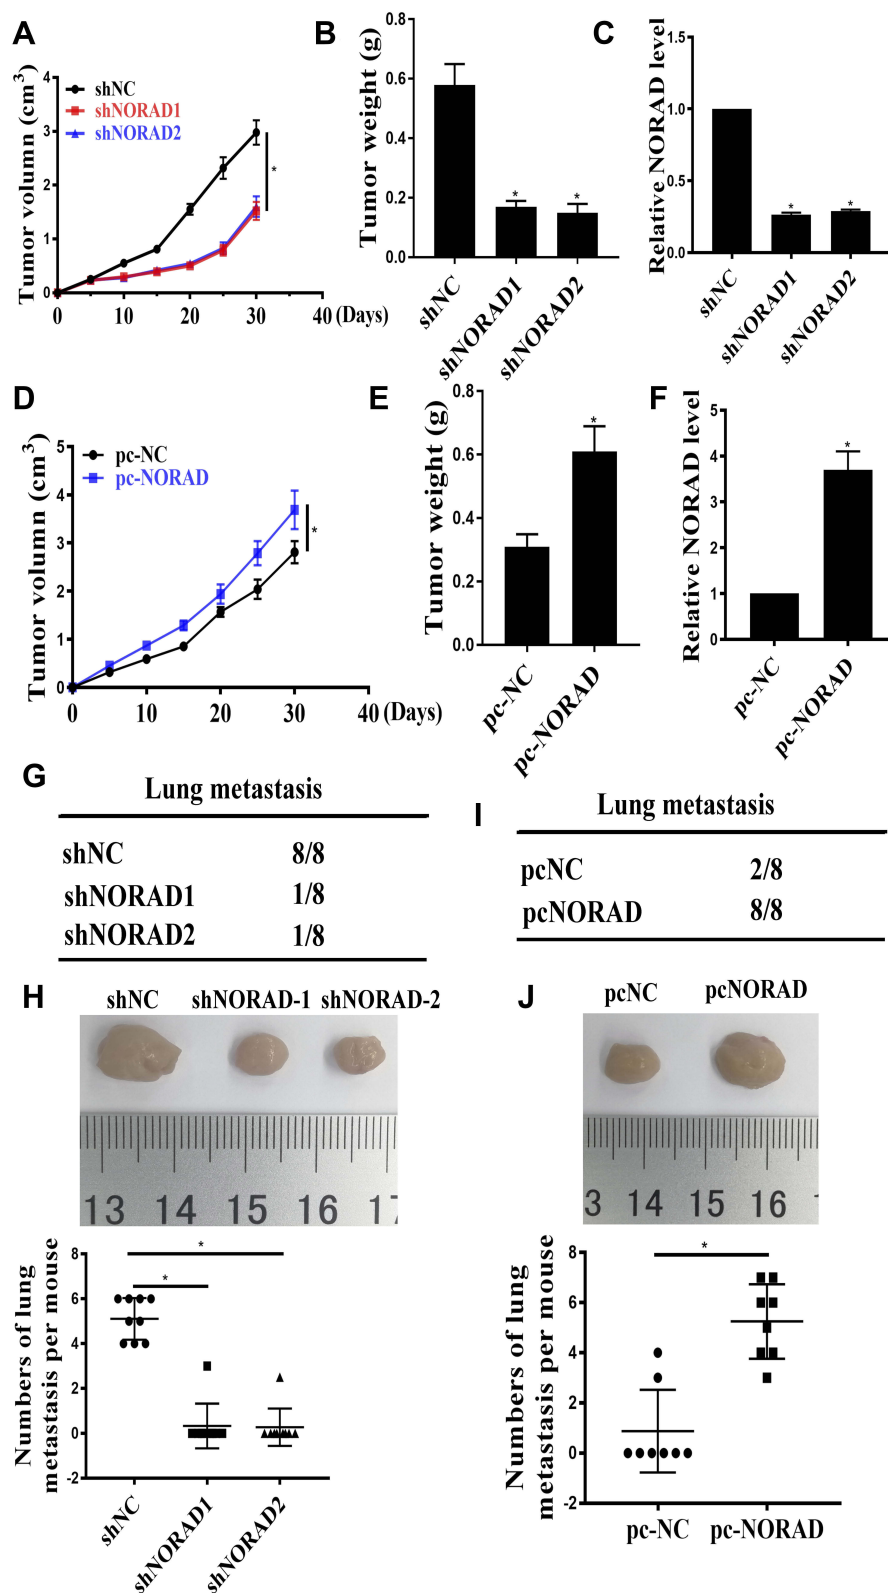 A
Tumor volumn (cm3)
4
3
2
1
0
0 10 20 30 40 (Days)
shNC
shNORAD1
shNORAD2
*
B
Tumor weight (g)
0.8
0.6
0.4
0.2
0.0
* *
shNC shNORAD1 shNORAD2
C
Relative NORAD level
1.5
1.0
0.5
0.0
* *
shNC shNORAD1 shNORAD2
D
Tumor volumn (cm3)
5
4
3
2
1
0
0 10 20 30 40 (Days)
pc-NC
pc-NORAD
*
E
Tumor weight (g)
0.8
0.6
0.4
0.2
0.0
*
pc-NC pc-NORAD
F
Relative NORAD level
5
4
3
2
1
0
*
pc-NC pc-NORAD
G
Lung metastasis
shNC 8/8
shNORAD1 1/8
shNORAD2 1/8
I
Lung metastasis
pcNC 2/8
pcNORAD 8/8
H
shNC shNORAD-1 shNORAD-2
13 14 15 16 17
Numbers of lung
metastasis per mouse
8
6
4
2
0
-2
*
*
shNC shNORAD1 shNORAD2
J
pcNC pcNORAD
3 14 15 16 1
Numbers of lung
metastasis per mouse
8
6
4
2
0
-2
*
pc-NC pc-NORAD